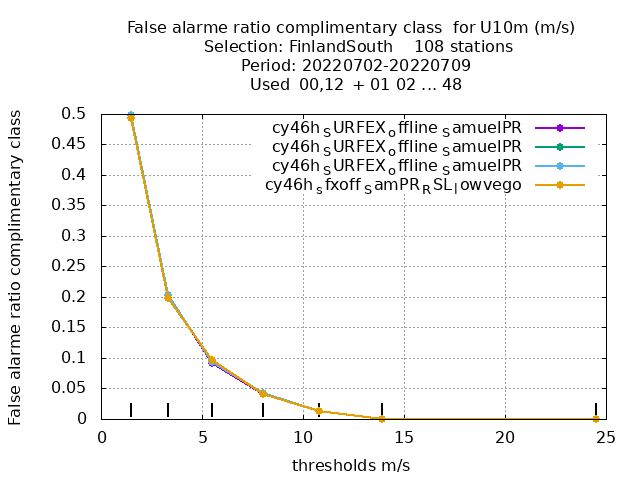 False alarme ratio complimentary class  for U10m (m/s)
Selection: FinlandSouth    108 stations
Period: 20220702-20220709
Used  00,12  + 01 02 ... 48
False alarme ratio complimentary class
0.5
0.45
0.4
0.35
0.3
0.25
0.2
0.15
0.1
0.05
0
cy46h_SURFEX_offline_SamuelPR
cy46h_SURFEX_offline_SamuelPR
cy46h_SURFEX_offline_SamuelPR
cy46h_sfxoff_SamPR_RSL_lowvego
0 5 10 15 20 25
thresholds m/s